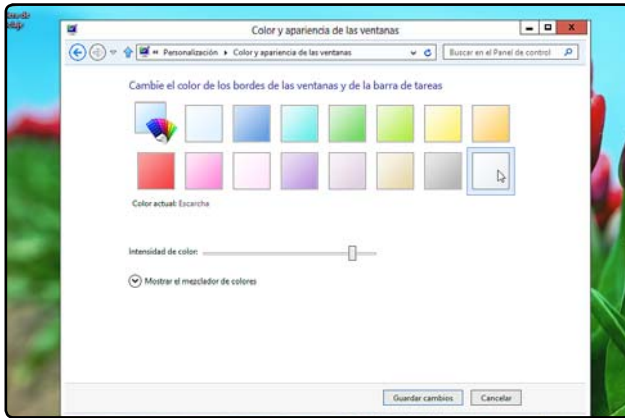 Color y apariencia de las ventanas
Personalización ▸ Color y apariencia de las ventanas
Buscar en el Panel de control
Cambie el color de los bordes de las ventanas y de la barra de tareas
Color actual: Escarcha
Intensidad de color:
Mostrar el mezclador de colores
Guardar cambios
Cancelar